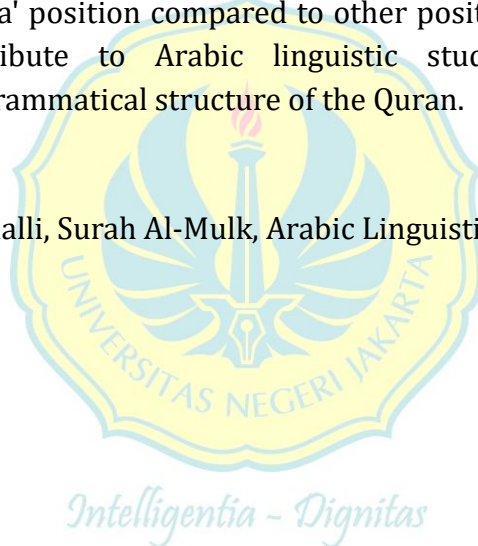 a' position compared to other posit
ribute to Arabic linguistic stud
rammatical structure of the Quran.
alli, Surah Al-Mulk, Arabic Linguisti
UNIVERSITAS NEGERI JAKARTA
Intelligentia - Dignitas